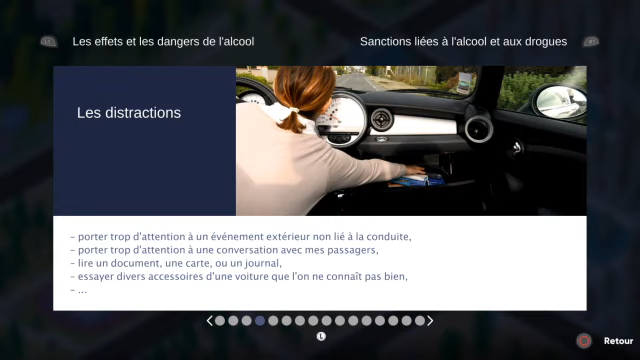 Les effets et les dangers de l'alcool
Sanctions liées à l'alcool et aux drogues
Les distractions
– porter trop d'attention à un événement extérieur non lié à la conduite,
– porter trop d'attention à une conversation avec mes passagers,
– lire un document, une carte, ou un journal,
– essayer divers accessoires d'une voiture que l'on ne connaît pas bien,
– ...
L
Retour